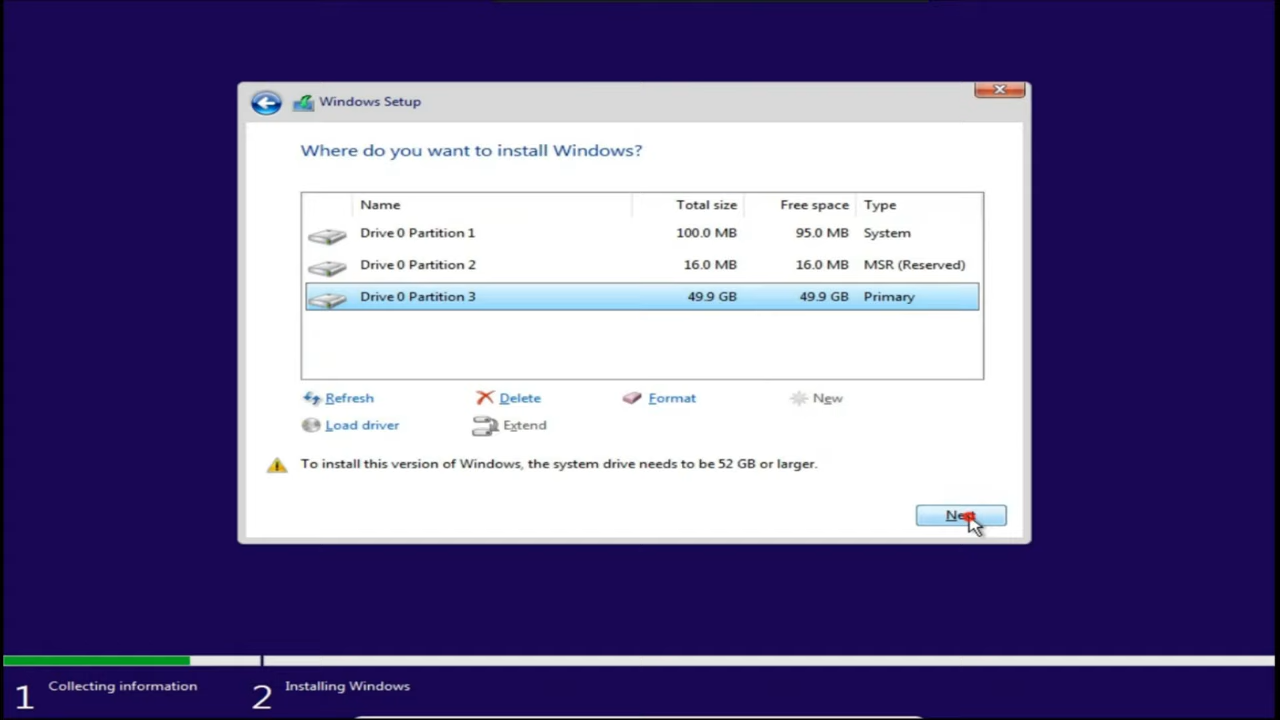 Windows Setup
Where do you want to install Windows?
Name Total size Free space Type
Drive 0 Partition 1 100.0 MB 95.0 MB System
Drive 0 Partition 2 16.0 MB 16.0 MB MSR (Reserved)
Drive 0 Partition 3 49.9 GB 49.9 GB Primary
Refresh Delete Format New
Load driver Extend
To install this version of Windows, the system drive needs to be 52 GB or larger.
Next
1 Collecting information 2 Installing Windows